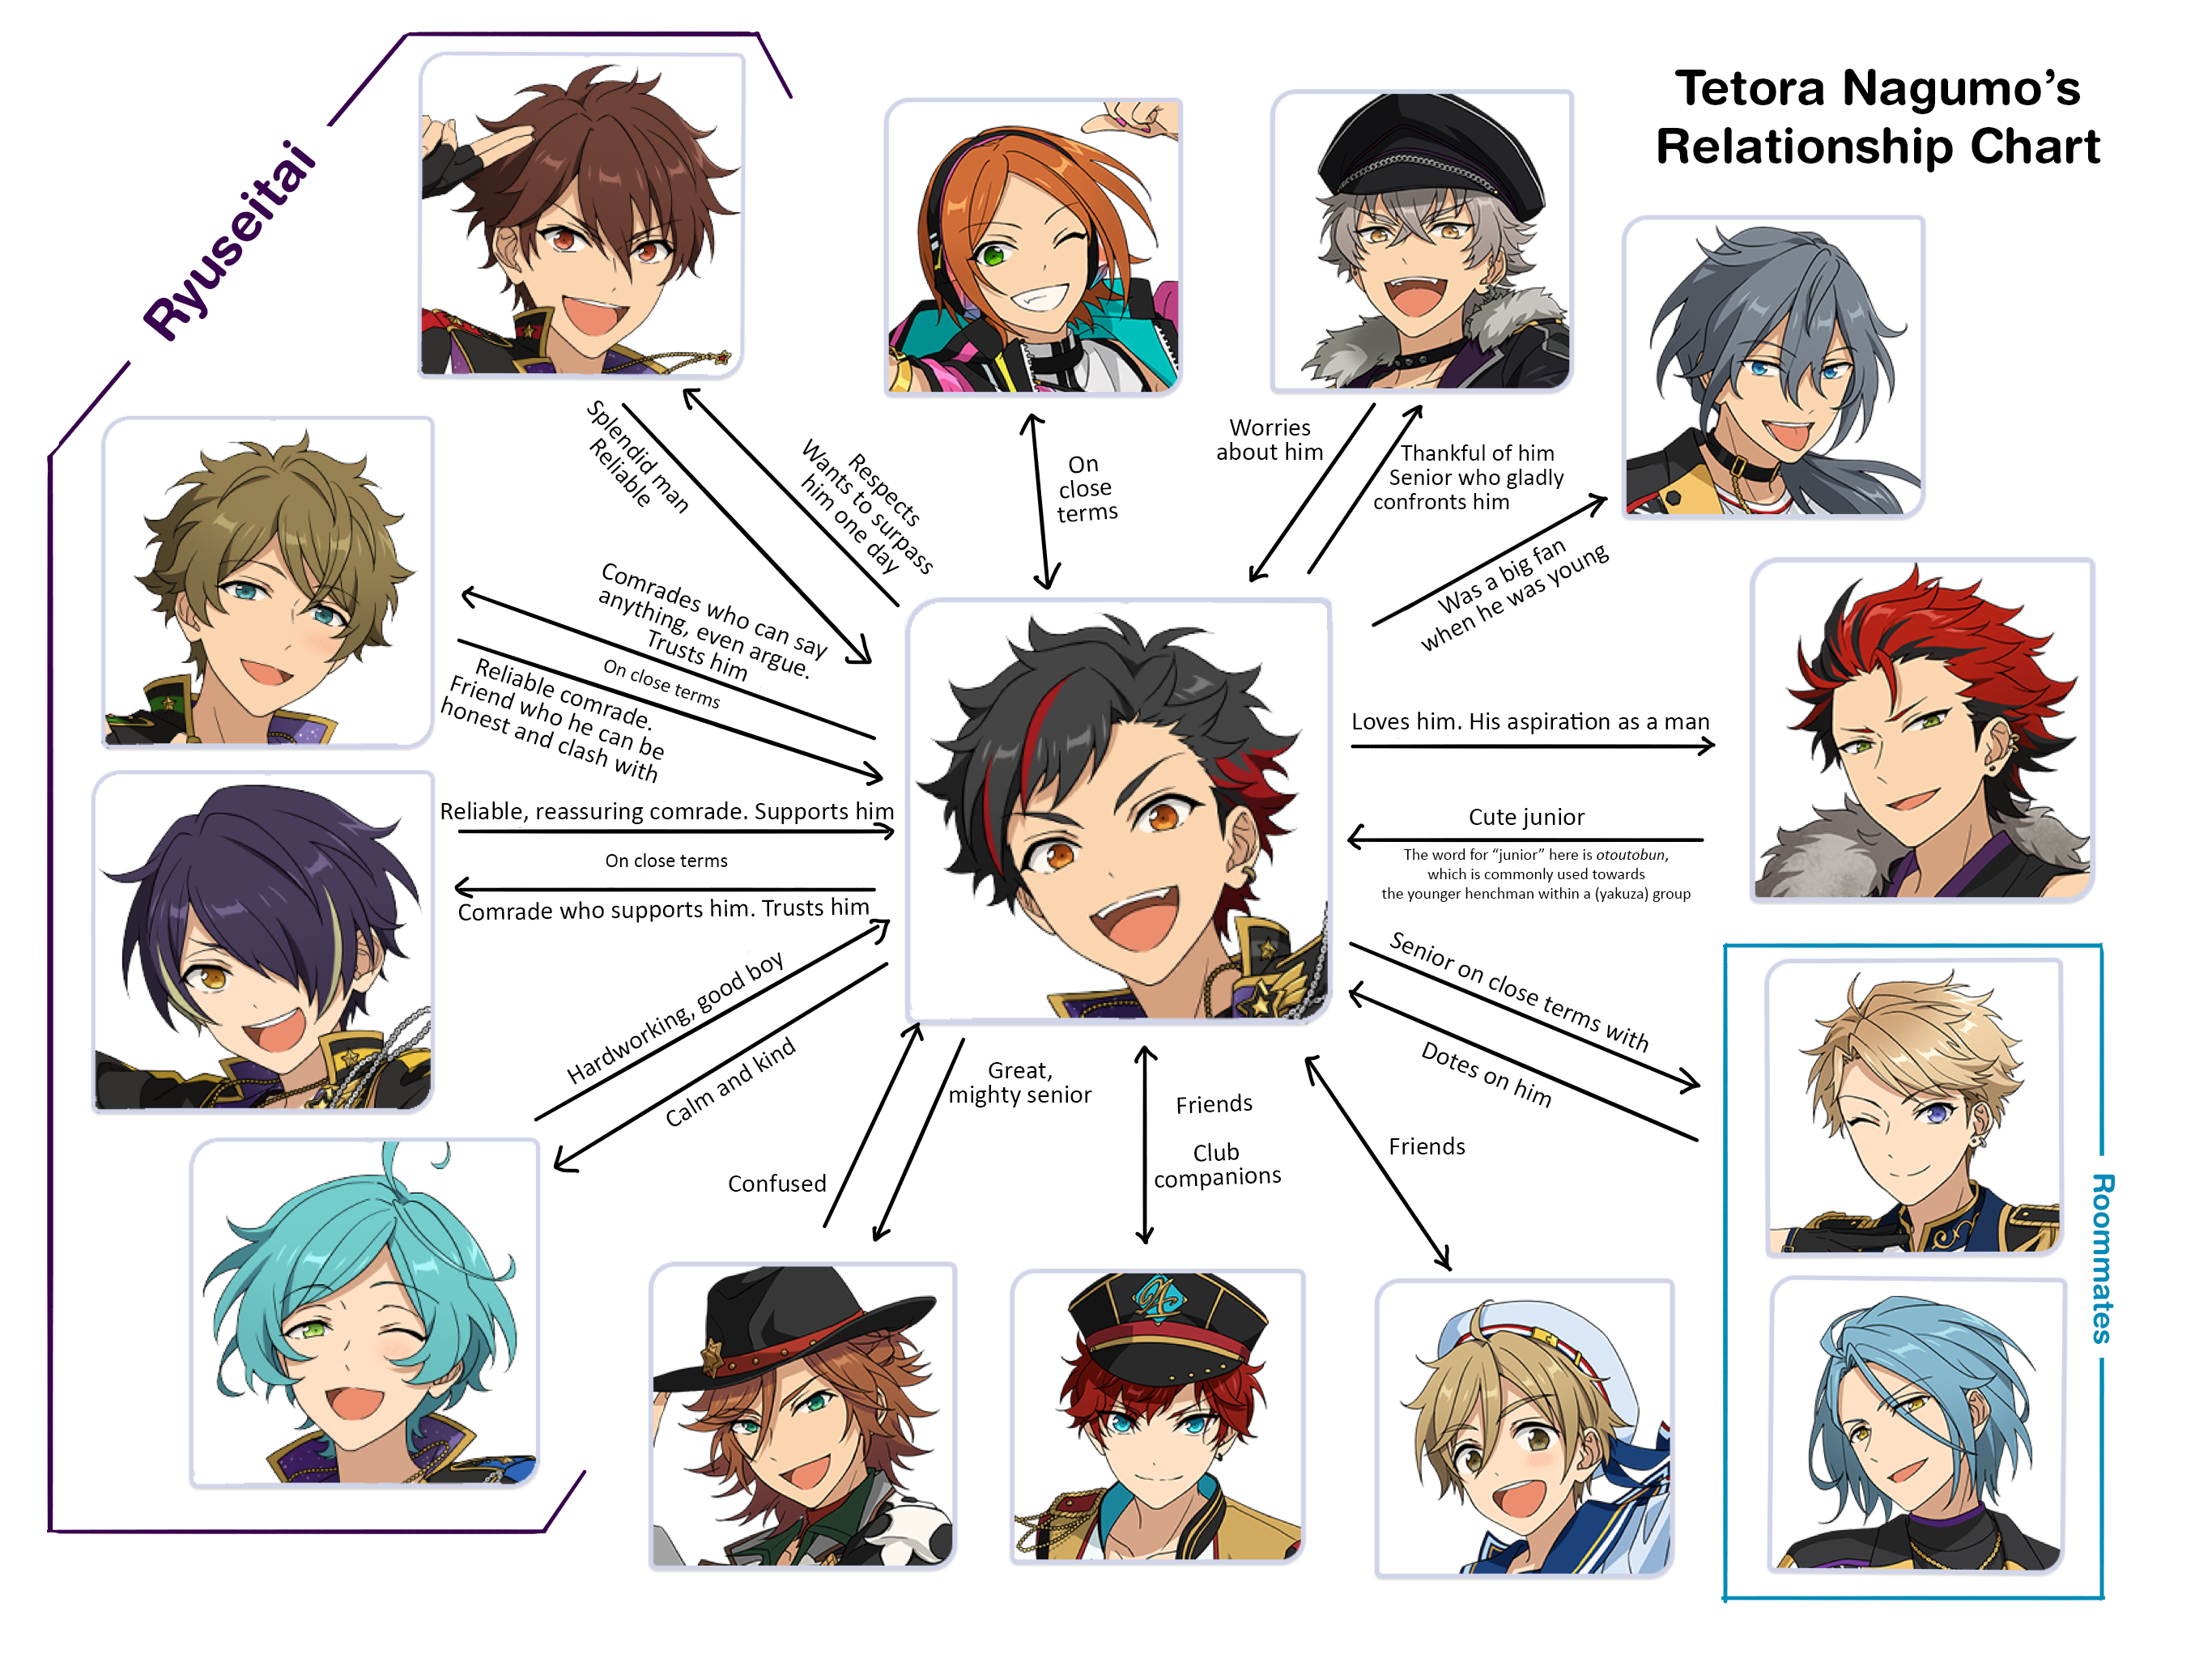 Tetora Nagumo's
Relationship Chart
Ryuseitai
Splendid man
Reliable
Respects
Wants to surpass
him one day
On
close
terms
Worries
about him
Thankful of him
Senior who gladly
confronts him
Was a big fan
when he was young
Comrades who can say
anything, even argue.
Trusts him
On close terms
Reliable comrade.
Friend who he can be
honest and clash with
Loves him. His aspiration as a man
Reliable, reassuring comrade. Supports him
On close terms
Comrade who supports him. Trusts him
Cute junior
The word for "junior" here is otoutobun,
which is commonly used towards
the younger henchman within a (yakuza) group
Hardworking, good boy
Calm and kind
Senior on close terms with
Dotes on him
Confused
Great,
mighty senior
Friends
Club
companions
Friends
Roommates
A